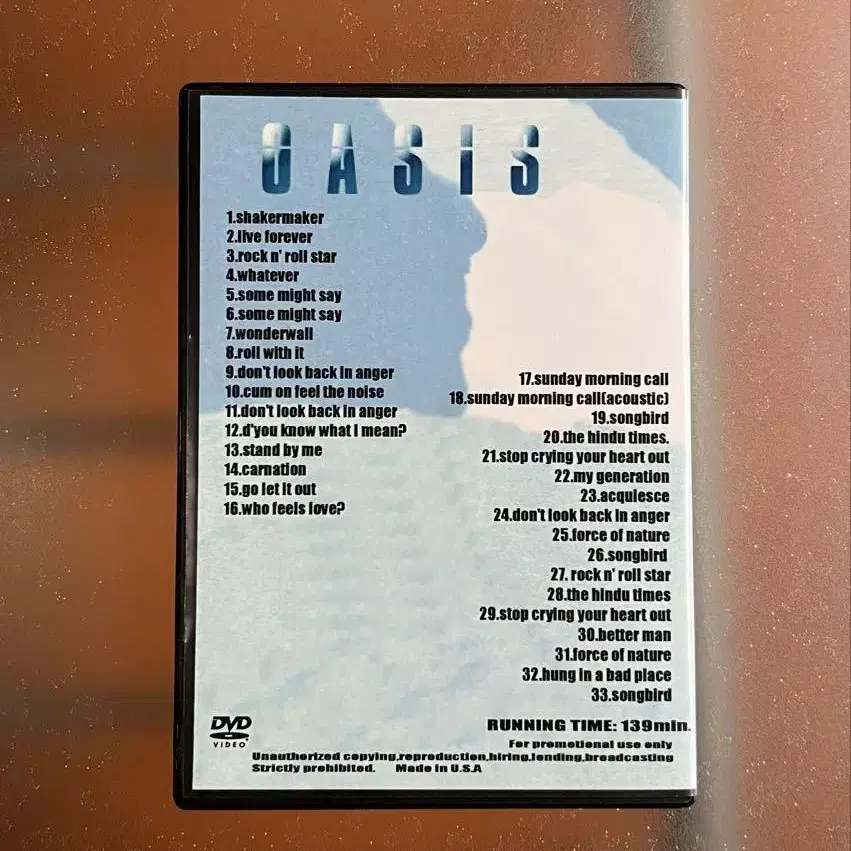 OASIS
1.shakermaker
2.live forever
3.rock n' roll star
4.whatever
5.some might say
6.some might say
7.wonderwall
8.roll with it
9.don't look back in anger
10.cum on feel the noise
11.don't look back in anger
12.d'you know what I mean?
13.stand by me
14.carnation
15.go let it out
16.who feels love?
17.sunday morning call
18.sunday morning call(acoustic)
19.songbird
20.the hindu times.
21.stop crying your heart out
22.my generation
23.acquiesce
24.don't look back in anger
25.force of nature
26.songbird
27. rock n' roll star
28.the hindu times
29.stop crying your heart out
30.better man
31.force of nature
32.hung in a bad place
33.songbird
DVD
VIDEO
RUNNING TIME: 139min.
For promotional use only
Unauthorized copying,reproduction,hiring,lending,broadcasting
Strictly prohibited. Made in U.S.A